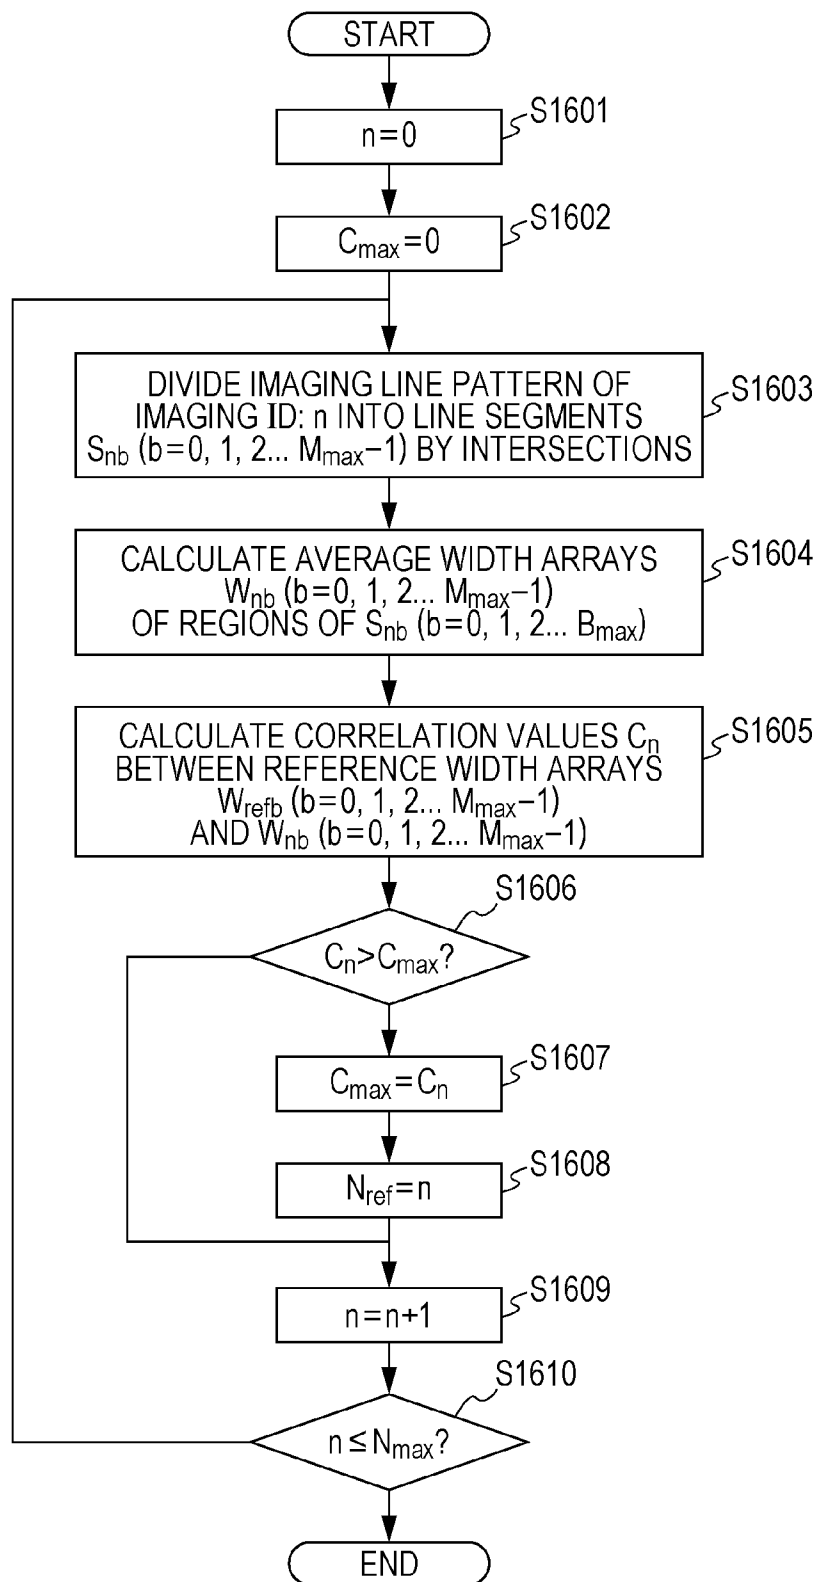 START
n=0
S1601
Cmax=0
S1602
DIVIDE IMAGING LINE PATTERN OF
IMAGING ID: n INTO LINE SEGMENTS
Snb (b=0, 1, 2... Mmax−1) BY INTERSECTIONS
S1603
CALCULATE AVERAGE WIDTH ARRAYS
Wnb (b=0, 1, 2... Mmax−1)
OF REGIONS OF Snb (b=0, 1, 2... Bmax)
S1604
CALCULATE CORRELATION VALUES Cn
BETWEEN REFERENCE WIDTH ARRAYS
Wrefb (b=0, 1, 2... Mmax−1)
AND Wnb (b=0, 1, 2... Mmax−1)
S1605
Cn>Cmax?
S1606
Cmax=Cn
S1607
Nref=n
S1608
n=n+1
S1609
n≤Nmax?
S1610
END